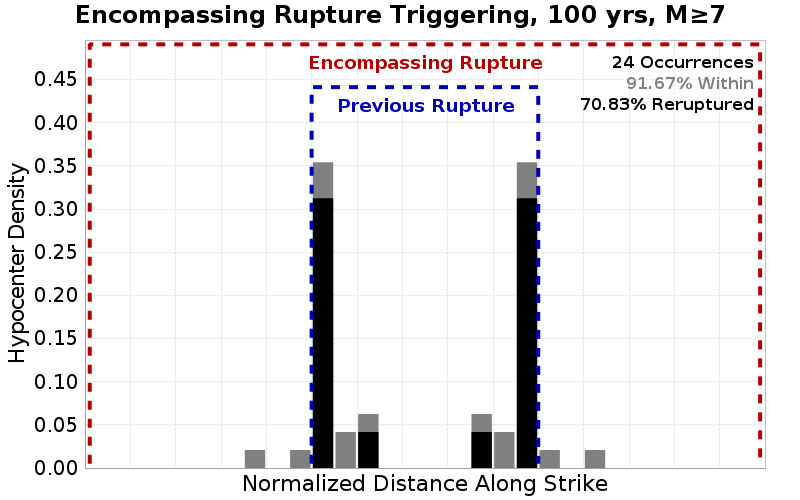 Encompassing Rupture Triggering, 100 yrs, M≥7
Encompassing Rupture
24 Occurrences
91.67% Within
Previous Rupture
70.83% Reruptured
0.45
0.40
0.35
0.30
0.25
0.20
0.15
0.10
0.05
0.00
Hypocenter Density
Normalized Distance Along Strike